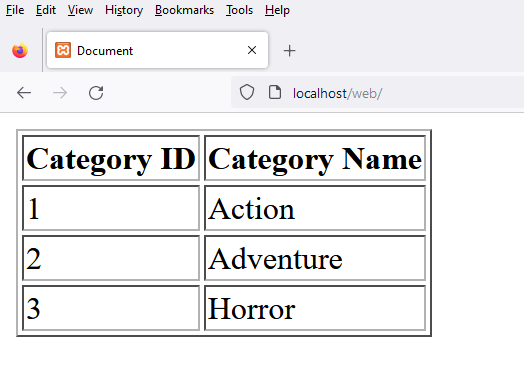 File Edit View History Bookmarks Tools Help
Document
localhost/web/
Category ID Category Name
1 Action
2 Adventure
3 Horror